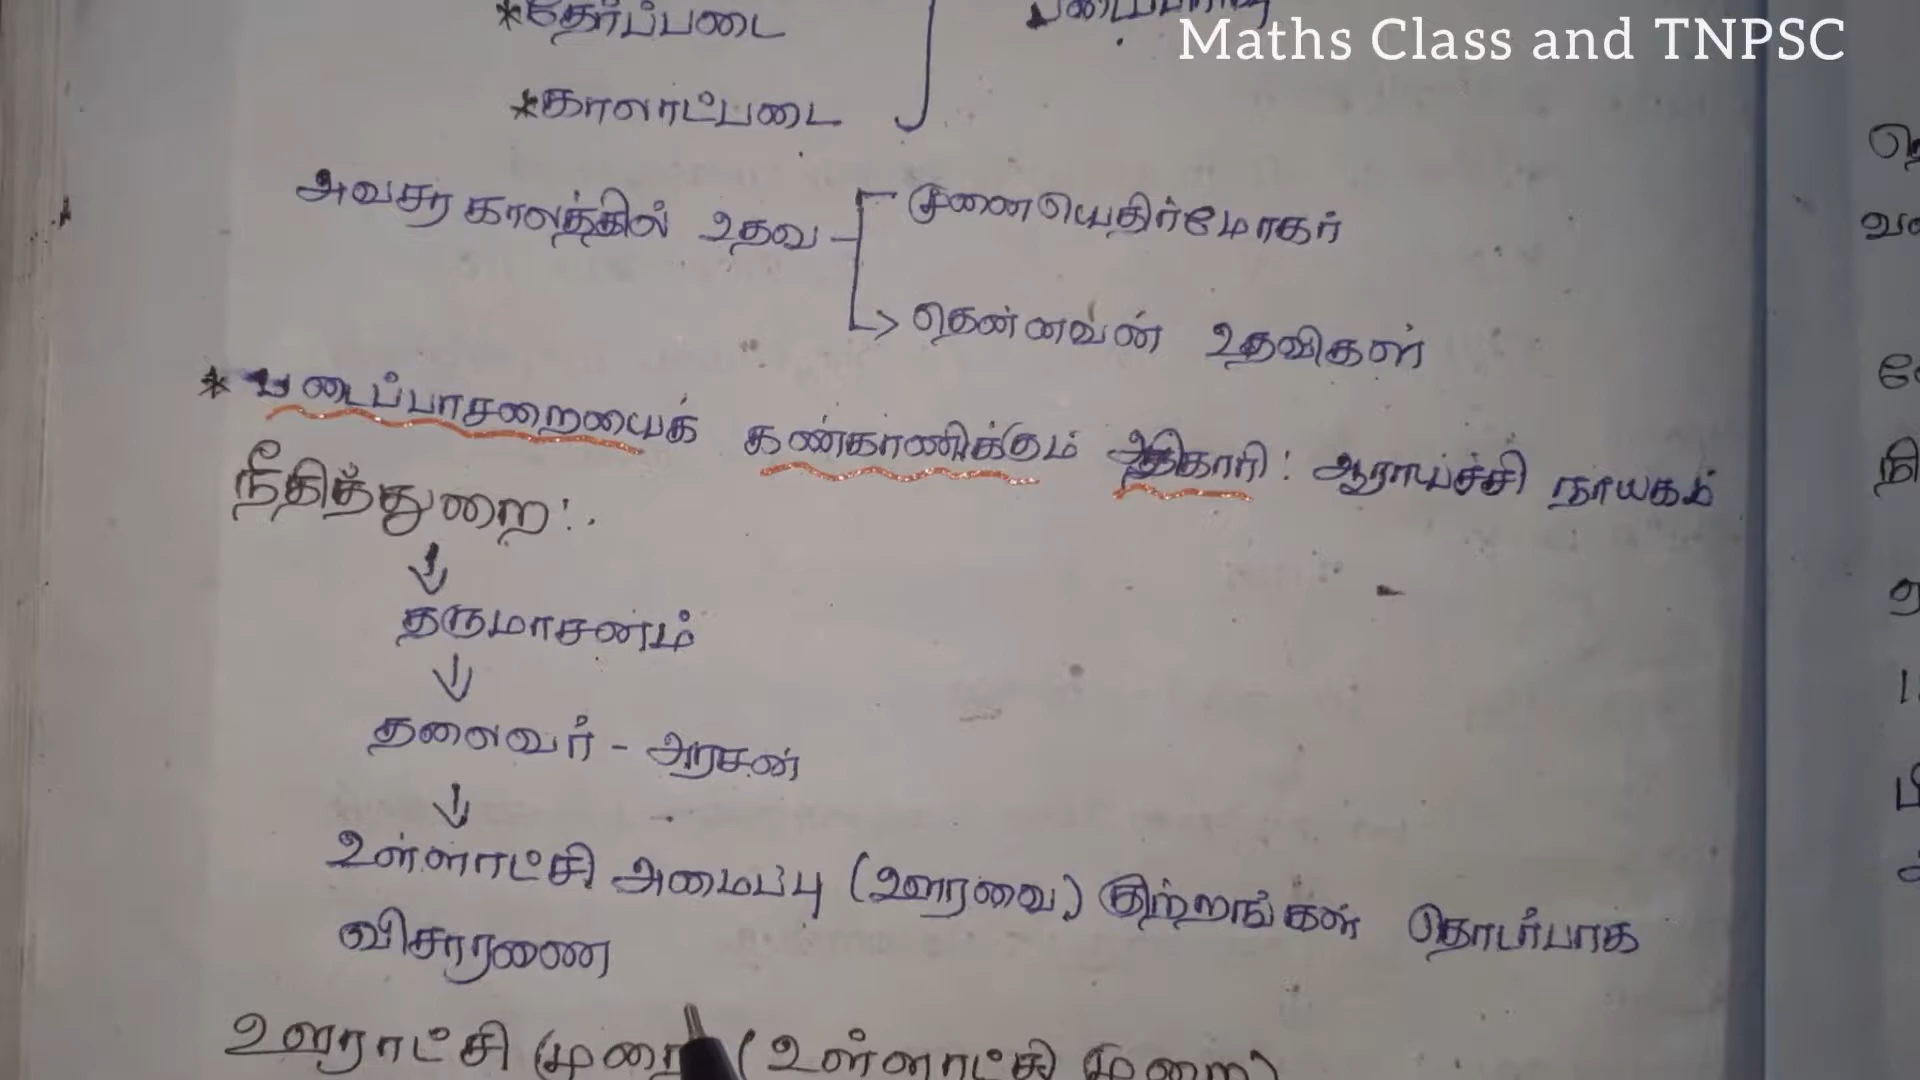 *தேர்ப்படை
Maths Class and TNPSC
*காலாட்படை
அவசர காலத்தில் உதவ முனையெதிர்மோகர்
தென்னவன் உதவிகள்
* படைப்பாசறையைக் கண்காணிக்கும் அதிகாரி : ஆராய்ச்சி நாயகம்
நீதித்துறை:.
தருமாசனம்
தலைவர் - அரசன்
உள்ளாட்சி அமைப்பு (ஊரவை) குற்றங்கள் தொடர்பாக
விசாரணை
ஊராட்சி முறை (உள்ளாட்சி முறை)